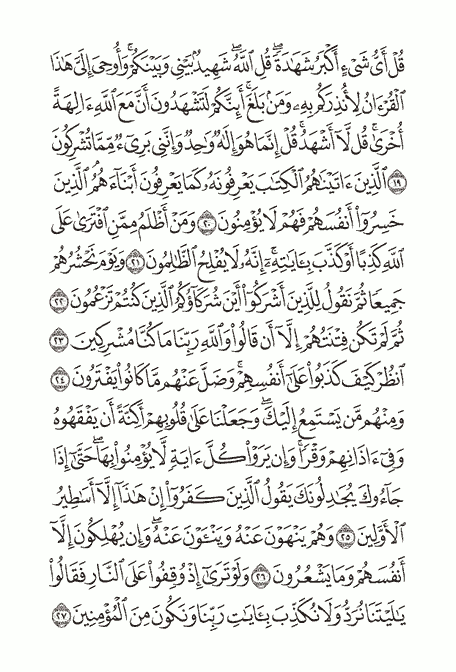 قُلْ أَيُّ شَىْءٍ أَكْبَرُ شَهَٰدَةً ۖ قُلِ ٱللَّهُ ۖ شَهِيدٌۢ بَيْنِى وَبَيْنَكُمْ ۚ وَأُوحِىَ إِلَىَّ هَٰذَا
ٱلْقُرْءَانُ لِأُنذِرَكُم بِهِۦ وَمَنۢ بَلَغَ ۚ أَئِنَّكُمْ لَتَشْهَدُونَ أَنَّ مَعَ ٱللَّهِ ءَالِهَةً
أُخْرَىٰ ۚ قُل لَّآ أَشْهَدُ ۚ قُلْ إِنَّمَا هُوَ إِلَٰهٌ وَٰحِدٌ وَإِنَّنِى بَرِىٓءٌ مِّمَّا تُشْرِكُونَ
١٩ ٱلَّذِينَ ءَاتَيْنَٰهُمُ ٱلْكِتَٰبَ يَعْرِفُونَهُۥ كَمَا يَعْرِفُونَ أَبْنَآءَهُمُ ٱلَّذِينَ
خَسِرُوٓا۟ أَنفُسَهُمْ فَهُمْ لَا يُؤْمِنُونَ ٢٠ وَمَنْ أَظْلَمُ مِمَّنِ ٱفْتَرَىٰ عَلَى
ٱللَّهِ كَذِبًا أَوْ كَذَّبَ بِـَٔايَٰتِهِۦٓ ۗ إِنَّهُۥ لَا يُفْلِحُ ٱلظَّٰلِمُونَ ٢١ وَيَوْمَ نَحْشُرُهُمْ
جَمِيعًا ثُمَّ نَقُولُ لِلَّذِينَ أَشْرَكُوٓا۟ أَيْنَ شُرَكَآؤُكُمُ ٱلَّذِينَ كُنتُمْ تَزْعُمُونَ ٢٢
ثُمَّ لَمْ تَكُن فِتْنَتُهُمْ إِلَّآ أَن قَالُوا۟ وَٱللَّهِ رَبِّنَا مَا كُنَّا مُشْرِكِينَ ٢٣
ٱنظُرْ كَيْفَ كَذَبُوا۟ عَلَىٰٓ أَنفُسِهِمْ ۚ وَضَلَّ عَنْهُم مَّا كَانُوا۟ يَفْتَرُونَ ٢٤
وَمِنْهُم مَّن يَسْتَمِعُ إِلَيْكَ ۖ وَجَعَلْنَا عَلَىٰ قُلُوبِهِمْ أَكِنَّةً أَن يَفْقَهُوهُ
وَفِىٓ ءَاذَانِهِمْ وَقْرًا ۚ وَإِن يَرَوْا۟ كُلَّ ءَايَةٍ لَّا يُؤْمِنُوا۟ بِهَا ۖ حَتَّىٰٓ إِذَا
جَآءُوكَ يُجَٰدِلُونَكَ يَقُولُ ٱلَّذِينَ كَفَرُوٓا۟ إِنْ هَٰذَآ إِلَّآ أَسَٰطِيرُ
ٱلْأَوَّلِينَ ٢٥ وَهُمْ يَنْهَوْنَ عَنْهُ وَيَنْـَٔوْنَ عَنْهُ ۖ وَإِن يُهْلِكُونَ إِلَّآ
أَنفُسَهُمْ وَمَا يَشْعُرُونَ ٢٦ وَلَوْ تَرَىٰٓ إِذْ وُقِفُوا۟ عَلَى ٱلنَّارِ فَقَالُوا۟
يَٰلَيْتَنَا نُرَدُّ وَلَا نُكَذِّبَ بِـَٔايَٰتِ رَبِّنَا وَنَكُونَ مِنَ ٱلْمُؤْمِنِينَ ٢٧